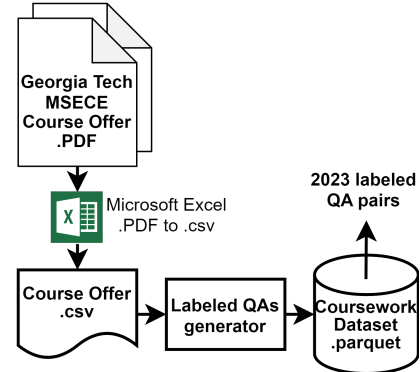 Georgia Tech
MSECE
Course Offer
.PDF
X
Microsoft Excel
.PDF to .csv
2023 labeled
QA pairs
Course Offer
.csv
Labeled QAs
generator
Coursework
Dataset
.parquet